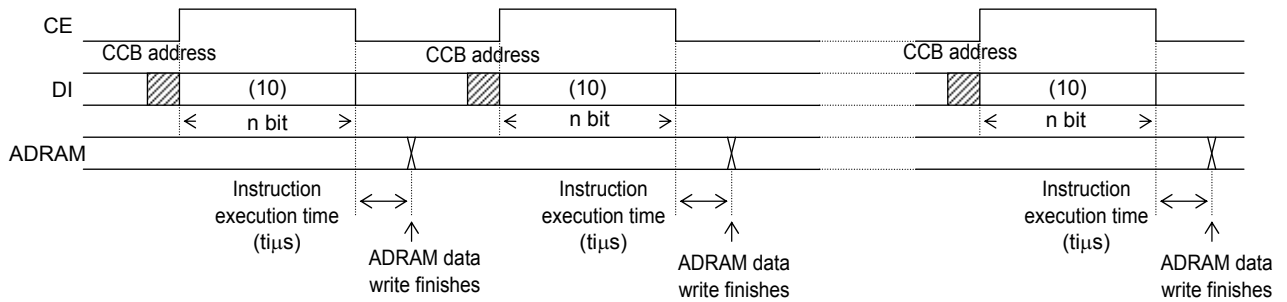 CE
CCB address
CCB address
CCB address
DI
(10)
(10)
(10)
n bit
n bit
n bit
ADRAM
Instruction
execution time
(tiμs)
Instruction
execution time
(tiμs)
Instruction
execution time
(tiμs)
ADRAM data
write finishes
ADRAM data
write finishes
ADRAM data
write finishes